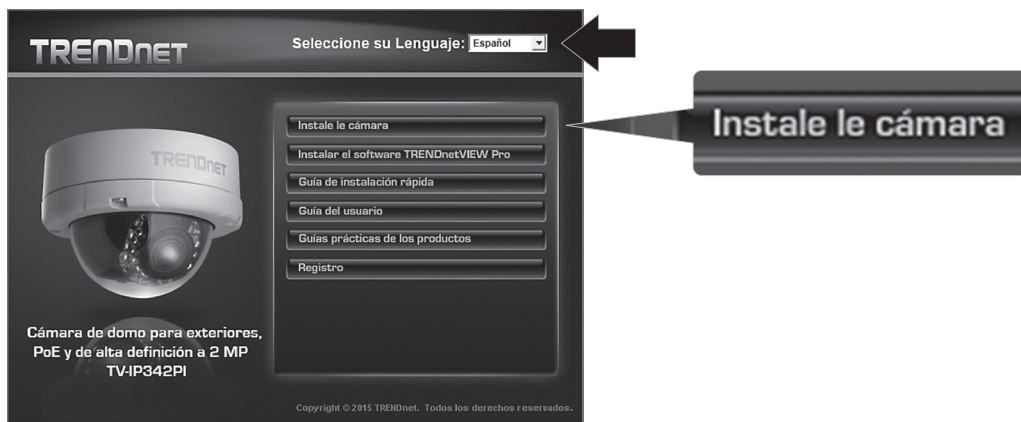 TRENDnet
Seleccione su Lenguaje: Español
Instale le cámara
Instalar el software TRENDnetVIEW Pro
Guía de instalación rápida
Guía del usuario
Guías prácticas de los productos
Registro
TRENDnet
Cámara de domo para exteriores,
PoE y de alta definición a 2 MP
TV-IP342PI
Copyright © 2015 TRENDnet. Todos los derechos reservados.
Instale le cámara